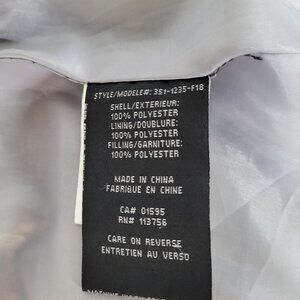 STYLE/MODELE#: 351-1235-F18
SHELL/EXTERIEUR:
100% POLYESTER
LINING/DOUBLURE:
100% POLYESTER
FILLING/GARNITURE:
100% POLYESTER
MADE IN CHINA
FABRIQUE EN CHINE
CA# 01595
RN# 113756
CARE ON REVERSE
ENTRETIEN AU VERSO